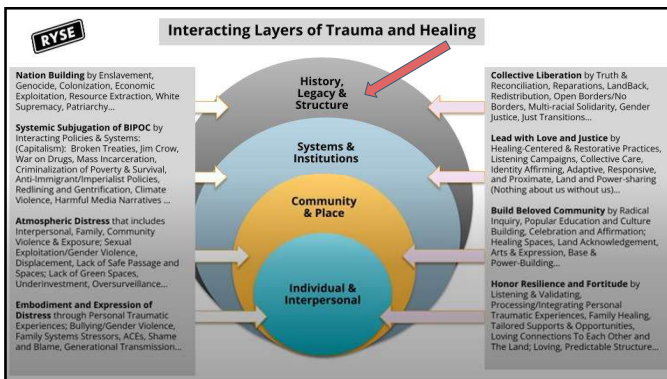 RYSE
Interacting Layers of Trauma and Healing
Nation Building by Enslavement,
Genocide, Colonization, Economic
Exploitation, Resource Extraction, White
Supremacy, Patriarchy...
Systemic Subjugation of BIPOC by
Interacting Policies & Systems:
(Capitalism): Broken Treaties, Jim Crow,
War on Drugs, Mass Incarceration,
Criminalization of Poverty & Survival,
Anti-Immigrant/Imperialist Policies,
Redlining and Gentrification, Climate
Violence, Harmful Media Narratives ...
Atmospheric Distress that includes
Interpersonal, Family, Community
Violence & Exposure; Sexual
Exploitation/Gender Violence,
Displacement, Lack of Safe Passage and
Spaces; Lack of Green Spaces,
Underinvestment, Oversurveillance...
Embodiment and Expression of
Distress through Personal Traumatic
Experiences; Bullying/Gender Violence,
Family Systems Stressors, ACEs, Shame
and Blame, Generational Transmission...
History,
Legacy &
Structure
Systems &
Institutions
Community
& Place
Individual &
Interpersonal
Collective Liberation by Truth &
Reconciliation, Reparations, LandBack,
Redistribution, Open Borders/No
Borders, Multi-racial Solidarity, Gender
Justice, Just Transitions...
Lead with Love and Justice by
Healing-Centered & Restorative Practices,
Listening Campaigns, Collective Care,
Identity Affirming, Adaptive, Responsive,
and Proximate, Land and Power-sharing
(Nothing about us without us)...
Build Beloved Community by Radical
Inquiry, Popular Education and Culture
Building, Celebration and Affirmation;
Healing Spaces, Land Acknowledgement,
Arts & Expression, Base &
Power-Building...
Honor Resilience and Fortitude by
Listening & Validating,
Processing/Integrating Personal
Traumatic Experiences, Family Healing,
Tailored Supports & Opportunities,
Loving Connections To Each Other and
The Land; Loving, Predictable Structure...